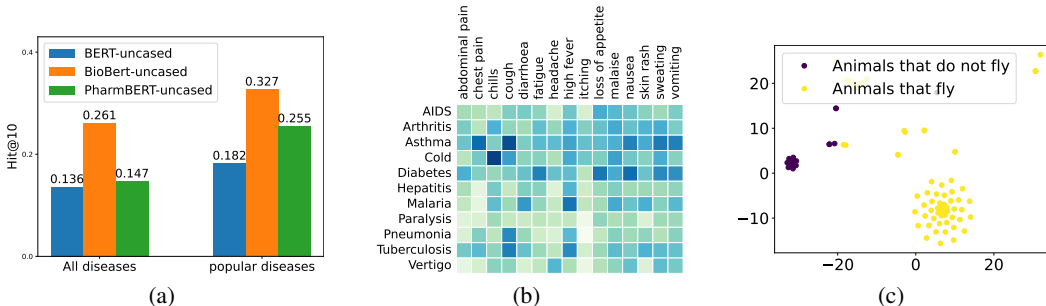 BERT-uncased
BioBert-uncased
PharmBERT-uncased
Hit@10
0.4
0.2
0.0
0.136
0.261
0.147
0.182
0.327
0.255
All diseases
popular diseases
(a)
abdominal pain
chest pain
chills
cough
diarrhoea
fatigue
headache
high fever
itching
loss of appetite
malaise
nausea
skin rash
sweating
vomiting
AIDS
Arthritis
Asthma
Cold
Diabetes
Hepatitis
Malaria
Paralysis
Pneumonia
Tuberculosis
Vertigo
(b)
Animals that do not fly
Animals that fly
20
10
0
−10
−20
0
20
(c)